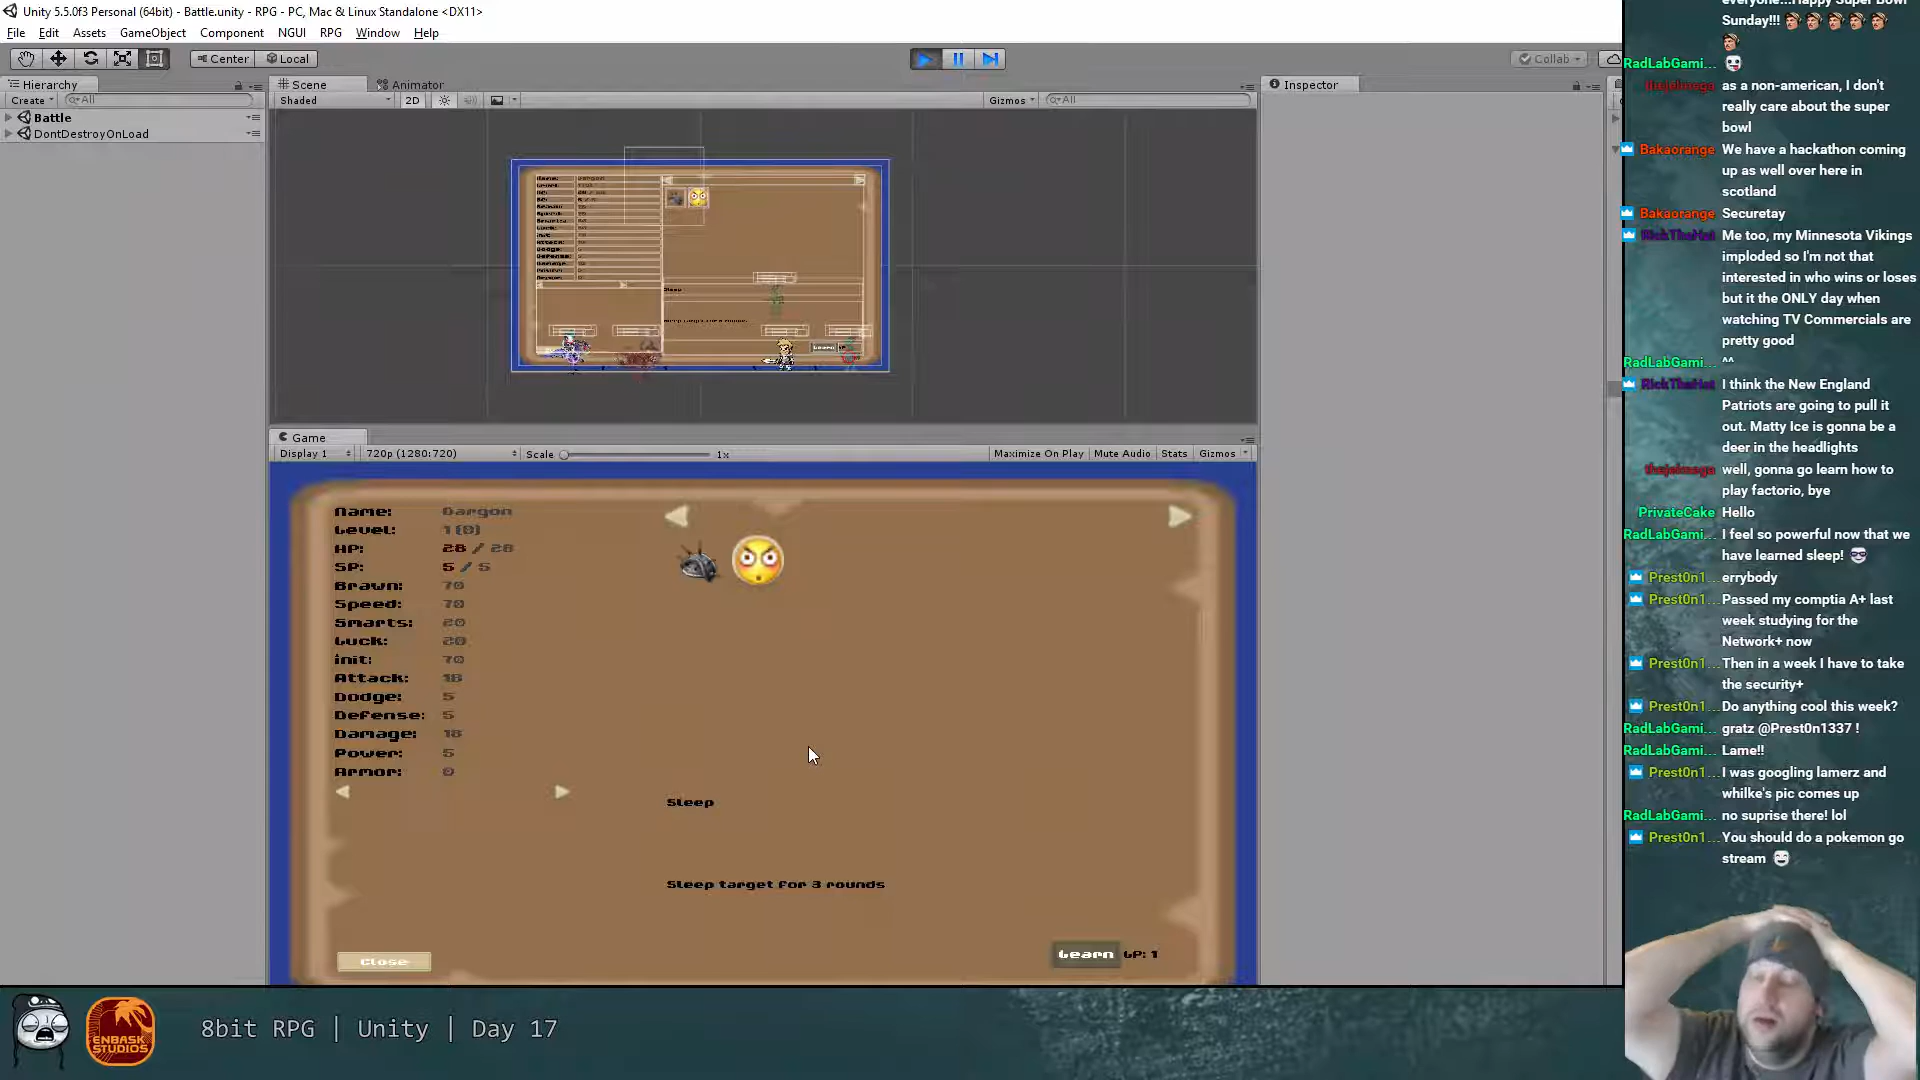 Unity 5.5.0f3 Personal (64bit) - Battle.unity - RPG - PC, Mac & Linux Standalone <DX11>
File Edit Assets GameObject Component NGUI RPG Window Help
Center Local Collab
Hierarchy Scene Animator Inspector
Create All Shaded 2D Gizmos All
Battle
DontDestroyOnLoad
Game
Display 1 720p (1280:720) Scale 1x Maximize On Play Mute Audio Stats Gizmos
Name: Dargon
Level: 1 (0)
HP: 28 / 28
SP: 5 / 5
Brawn: 70
Speed: 70
Smarts: 20
Luck: 20
Init: 70
Attack: 18
Dodge: 5
Defense: 5
Damage: 18
Power: 5
Armor: 0
Sleep
Sleep target for 3 rounds
Close
Learn LP: 1
everyone...Happy Super Bowl
Sunday!!!
RadLabGami...
thejelmega as a non-american, I don't
really care about the super
bowl
Bakaorange We have a hackathon coming
up as well over here in
scotland
Bakaorange Securetay
RickTheHat Me too, my Minnesota Vikings
imploded so I'm not that
interested in who wins or loses
but it the ONLY day when
watching TV Commercials are
pretty good
RadLabGami... ^^
RickTheHat I think the New England
Patriots are going to pull it
out. Matty Ice is gonna be a
deer in the headlights
thejelmega well, gonna go learn how to
play factorio, bye
PrivateCake Hello
RadLabGami... I feel so powerful now that we
have learned sleep!
Prest0n1... errybody
Prest0n1... Passed my comptia A+ last
week studying for the
Network+ now
Prest0n1... Then in a week I have to take
the security+
Prest0n1... Do anything cool this week?
RadLabGami... gratz @Prest0n1337 !
RadLabGami... Lame!!
Prest0n1... I was googling lamerz and
whilke's pic comes up
RadLabGami... no suprise there! lol
Prest0n1... You should do a pokemon go
stream
ENBASK
STUDIOS
8bit RPG | Unity | Day 17